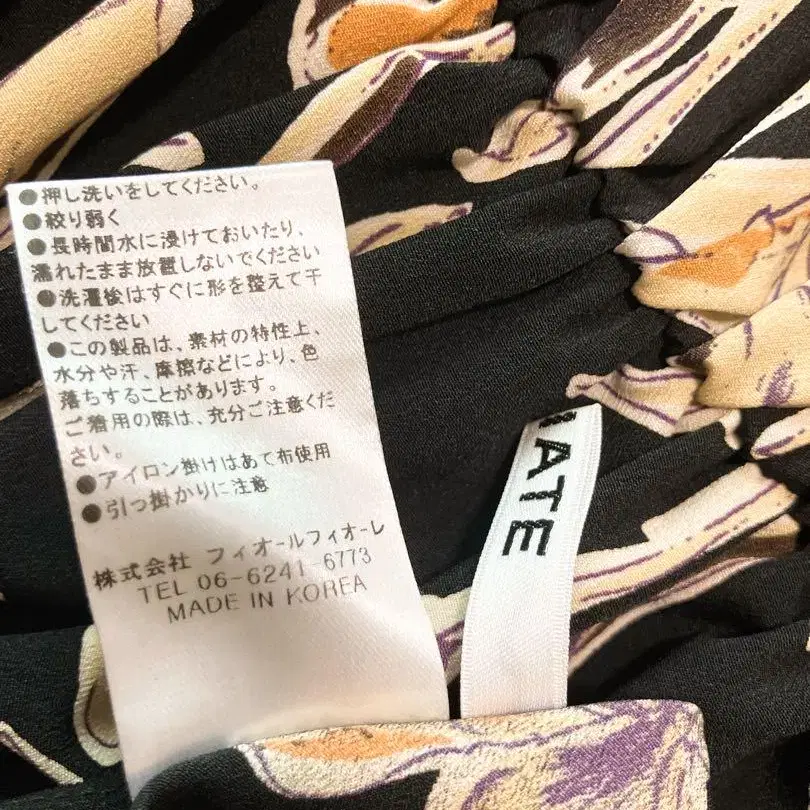 ●押し洗いをしてください。
●絞り弱く
●長時間水に浸けておいたり、
濡れたまま放置しないでください
●洗濯後はすぐに形を整えて干
してください
●この製品は、素材の特性上、
水分や汗、摩擦などにより、色
落ちすることがあります。
ご着用の際は、充分ご注意くだ
さい。
●アイロン掛けはあて布使用
●引っ掛かりに注意
株式会社 フィオールフィオーレ
TEL 06-6241-6773
MADE IN KOREA
ATE